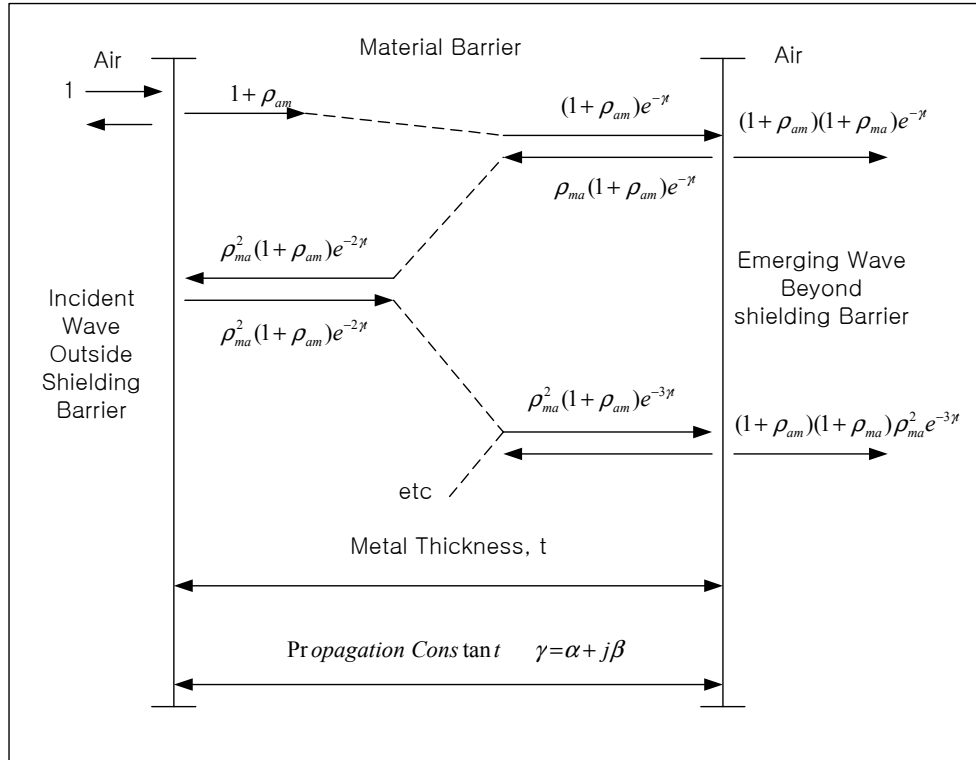 Material Barrier
Air
Air
1
1 + ρ_am
(1 + ρ_am)e^{-γt}
(1 + ρ_am)(1 + ρ_ma)e^{-γt}
ρ_ma(1 + ρ_am)e^{-γt}
ρ_ma^2(1 + ρ_am)e^{-2γt}
ρ_ma^2(1 + ρ_am)e^{-2γt}
Incident
Wave
Outside
Shielding
Barrier
Emerging Wave
Beyond
shielding Barrier
ρ_ma^2(1 + ρ_am)e^{-3γt}
(1 + ρ_am)(1 + ρ_ma)ρ_ma^2 e^{-3γt}
etc
Metal Thickness, t
Propagation Cons tan t γ = α + jβ